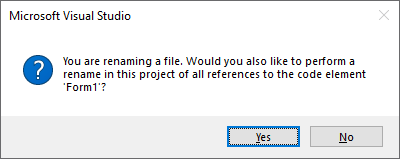 Microsoft Visual Studio
You are renaming a file. Would you also like to perform a
rename in this project of all references to the code element
'Form1'?
Yes
No